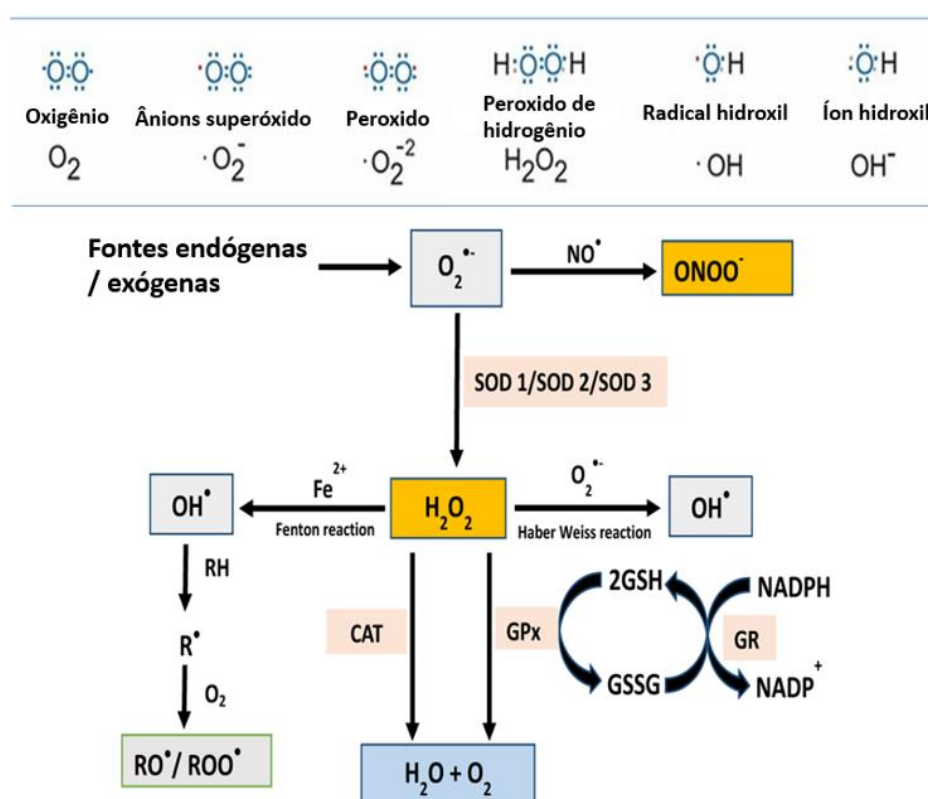 ·O:O·
·O:O:
:O:O:
H:O:O:H
·O:H
:O:H
Oxigênio
Ânions superóxido
Peroxido
Peroxido de
hidrogênio
Radical hidroxil
Íon hidroxil
O₂
·O₂⁻
·O₂⁻²
H₂O₂
·OH
OH⁻
Fontes endógenas
/ exógenas
O₂•⁻
NO•
ONOO⁻
SOD 1/SOD 2/SOD 3
OH•
Fe²⁺
Fenton reaction
H₂O₂
O₂•⁻
Haber Weiss reaction
OH•
RH
R•
O₂
RO•/ ROO•
CAT
GPx
2GSH
GSSG
NADPH
GR
NADP⁺
H₂O + O₂